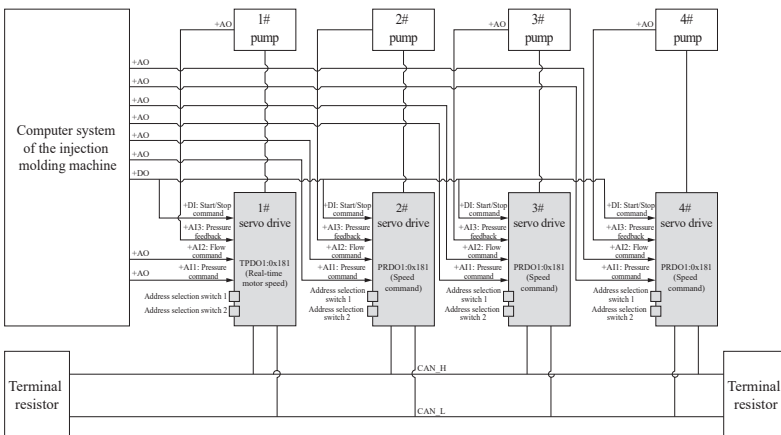 1#
pump
2#
pump
3#
pump
4#
pump
+AO
+AO
+AO
+AO
Computer system
of the injection
molding machine
+AO
+AO
+AO
+AO
+AO
+AO
+DO
+AO
+AO
+DI: Start/Stop
command
+AI3: Pressure
feedback
+AI2: Flow
command
+AI1: Pressure
command
Address selection switch 1
Address selection switch 2
1#
servo drive
TPDO1:0x181
(Real-time
motor speed)
+DI: Start/Stop
command
+AI3: Pressure
feedback
+AI2: Flow
command
+AI1: Pressure
command
Address selection
switch 1
Address selection
switch 2
2#
servo drive
PRDO1:0x181
(Speed
command)
+DI: Start/Stop
command
+AI3: Pressure
feedback
+AI2: Flow
command
+AI1: Pressure
command
Address selection
switch 1
Address selection
switch 2
3#
servo drive
PRDO1:0x181
(Speed
command)
+DI: Start/Stop
command
+AI3: Pressure
feedback
+AI2: Flow
command
+AI1: Pressure
command
Address selection
switch 1
Address selection
switch 2
4#
servo drive
PRDO1:0x181
(Speed
command)
Terminal
resistor
CAN_H
CAN_L
Terminal
resistor